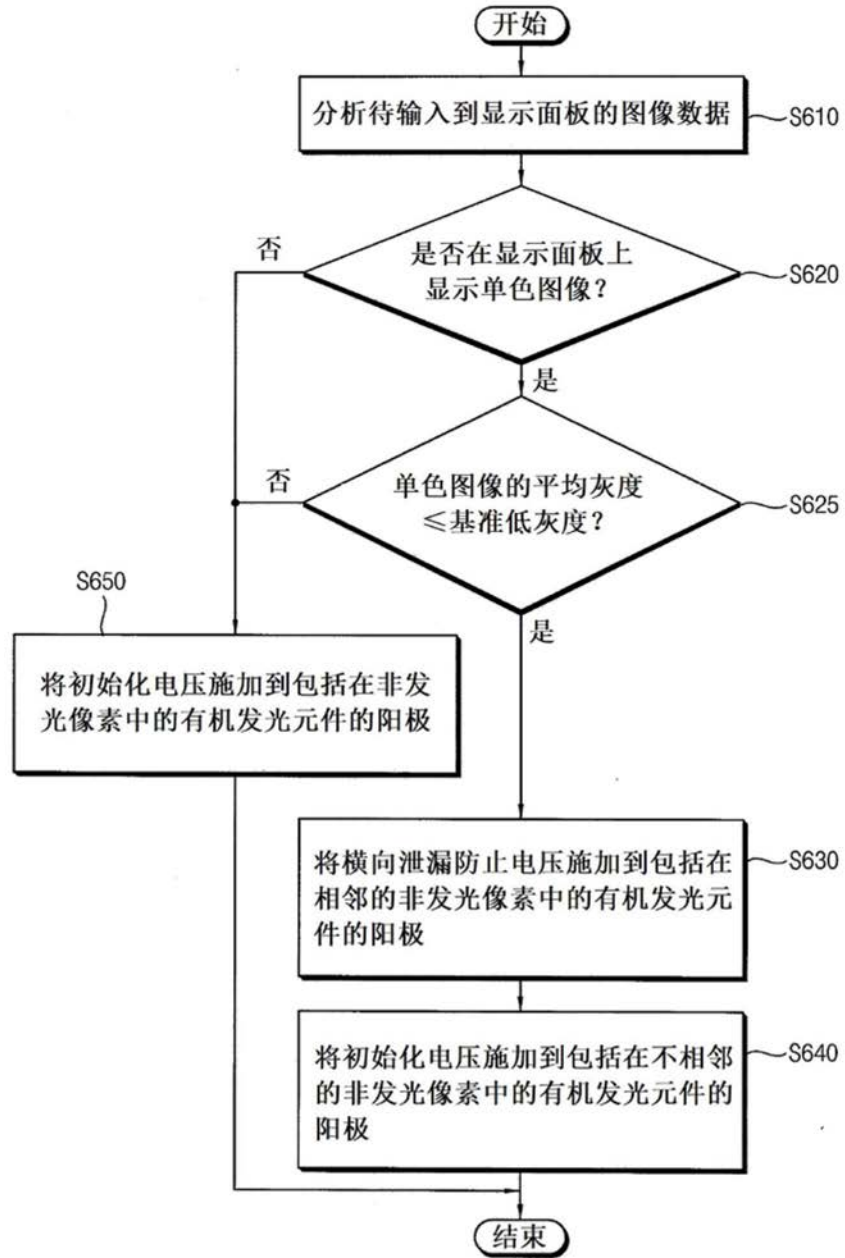 开始
分析待输入到显示面板的图像数据
S610
否
是否在显示面板上
显示单色图像？
S620
是
否
单色图像的平均灰度
≤基准低灰度？
S625
S650
是
将初始化电压施加到包括在非发
光像素中的有机发光元件的阳极
将横向泄漏防止电压施加到包括在
相邻的非发光像素中的有机发光元
件的阳极
S630
将初始化电压施加到包括在不相邻
的非发光像素中的有机发光元件的
阳极
S640
结束